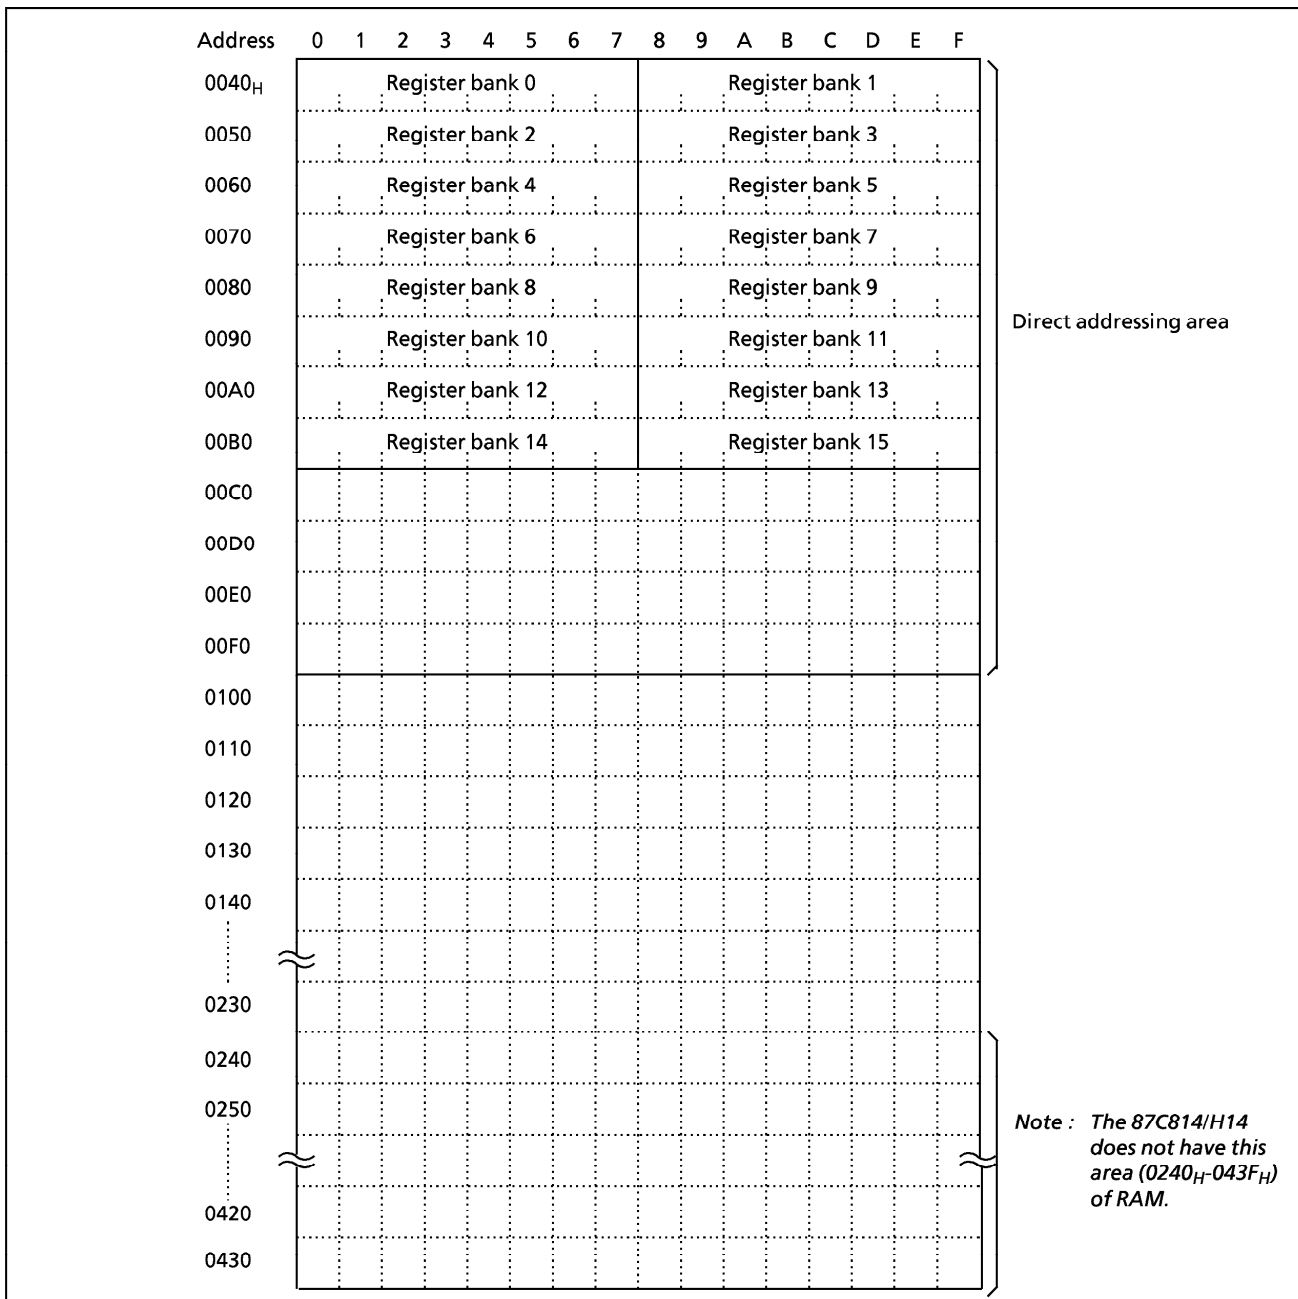 Address 0 1 2 3 4 5 6 7 8 9 A B C D E F
0040H Register bank 0 Register bank 1
0050 Register bank 2 Register bank 3
0060 Register bank 4 Register bank 5
0070 Register bank 6 Register bank 7
0080 Register bank 8 Register bank 9
Direct addressing area
0090 Register bank 10 Register bank 11
00A0 Register bank 12 Register bank 13
00B0 Register bank 14 Register bank 15
00C0
00D0
00E0
00F0
0100
0110
0120
0130
0140
0230
0240
0250
Note : The 87C814/H14
does not have this
area (0240H-043FH)
of RAM.
0420
0430